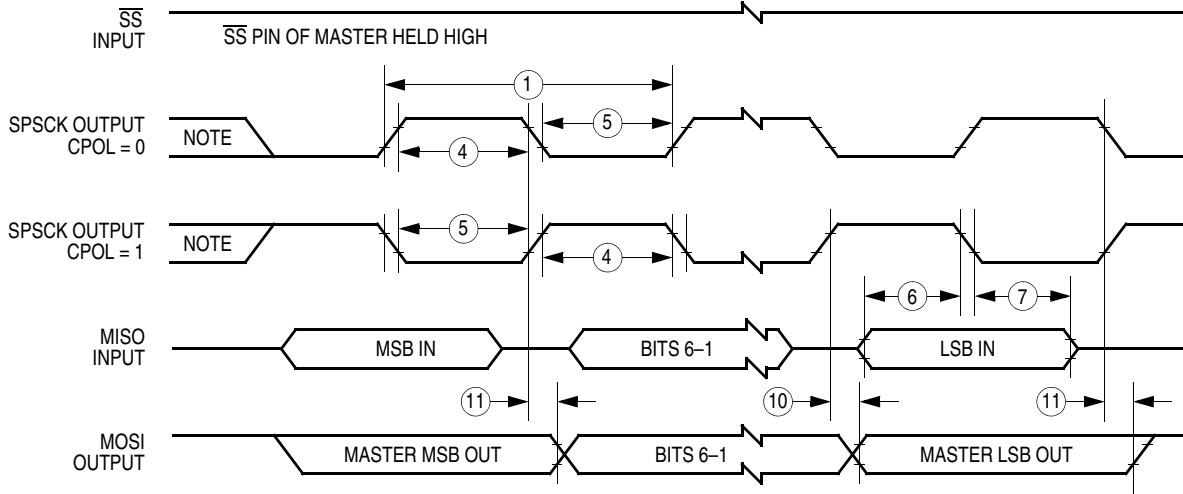 SS
INPUT
SS PIN OF MASTER HELD HIGH
1
SPSCK OUTPUT
CPOL = 0
NOTE
5
4
SPSCK OUTPUT
CPOL = 1
NOTE
5
4
6
7
MISO
INPUT
MSB IN
BITS 6–1
LSB IN
11
10
11
MOSI
OUTPUT
MASTER MSB OUT
BITS 6–1
MASTER LSB OUT